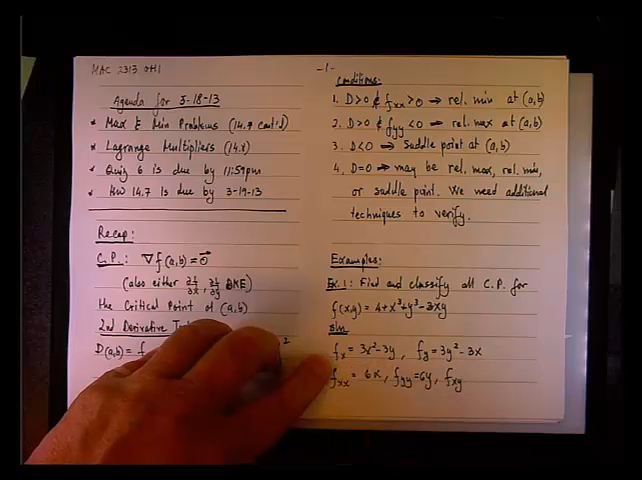 MAC 2313 OH1
Agenda for 3-18-13
* Max & Min Problems (14.7 cont'd)
* Lagrange Multipliers (14.8)
* Quiz 6 is due by 11:59pm
* HW 14.7 is due by 3-19-13
Recap:
C.P.: ∇f(a,b) = 0⃗
(also either ∂f/∂x, ∂f/∂y DNE)
the Critical Point at (a,b)
2nd Derivative
D(a,b) = f
2
-1-
Conditions:
1. D>0 & fxx>0 ⇒ rel. min at (a,b)
2. D>0 & fyy<0 ⇒ rel. max at (a,b)
3. D<0 ⇒ Saddle point at (a,b)
4. D=0 ⇒ may be rel. max, rel. min,
or saddle point. We need additional
techniques to verify.
Examples:
Ex. 1: Find and classify all C.P. for
f(x,y) = 4+x³+y³-3xy
Sln
fx = 3x²-3y, fy = 3y²-3x
fxx = 6x, fyy = 6y, fxy